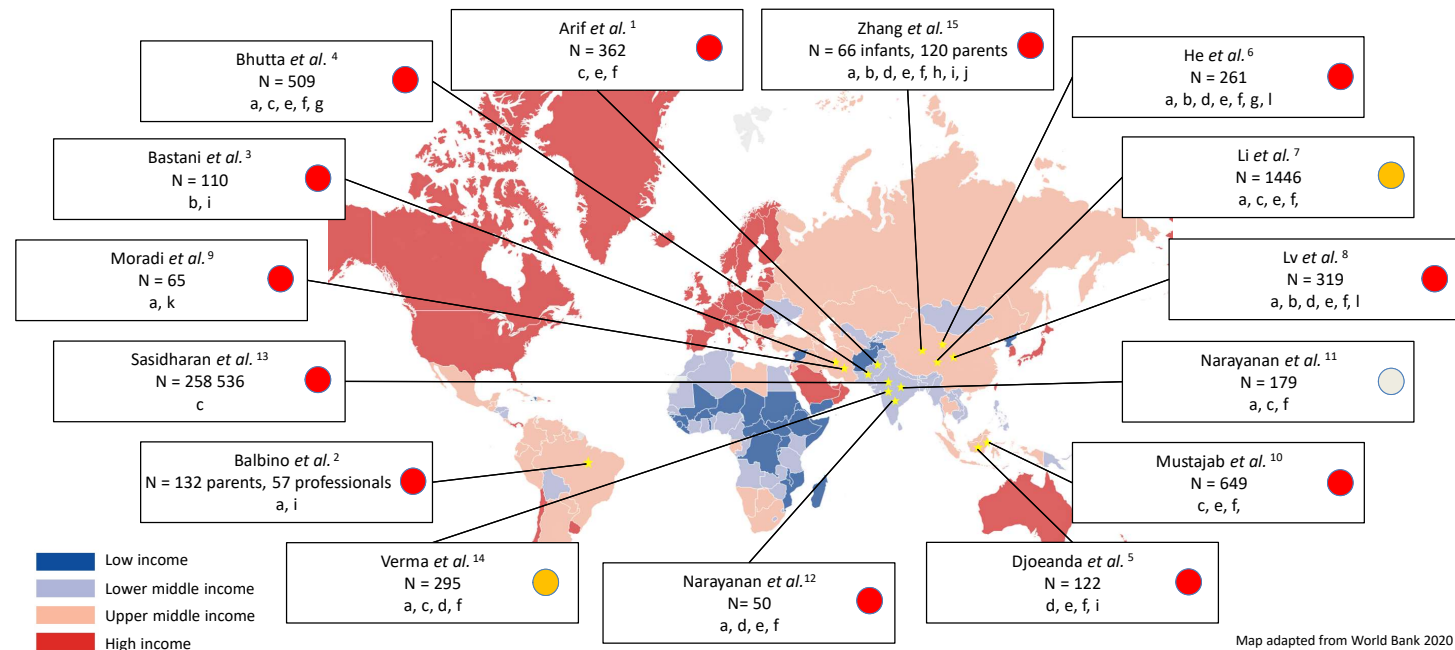 Arif et al. 1
N = 362
c, e, f
Zhang et al. 15
N = 66 infants, 120 parents
a, b, d, e, f, h, i, j
Bhutta et al. 4
N = 509
a, c, e, f, g
He et al. 6
N = 261
a, b, d, e, f, g, l
Bastani et al. 3
N = 110
b, i
Li et al. 7
N = 1446
a, c, e, f,
Moradi et al. 9
N = 65
a, k
Lv et al. 8
N = 319
a, b, d, e, f, l
Sasidharan et al. 13
N = 258 536
c
Narayanan et al. 11
N = 179
a, c, f
Balbino et al. 2
N = 132 parents, 57 professionals
a, i
Mustajab et al. 10
N = 649
c, e, f,
Verma et al. 14
N = 295
a, c, d, f
Narayanan et al. 12
N= 50
a, d, e, f
Djoeanda et al. 5
N = 122
d, e, f, i
Low income
Lower middle income
Upper middle income
High income
Map adapted from World Bank 2020